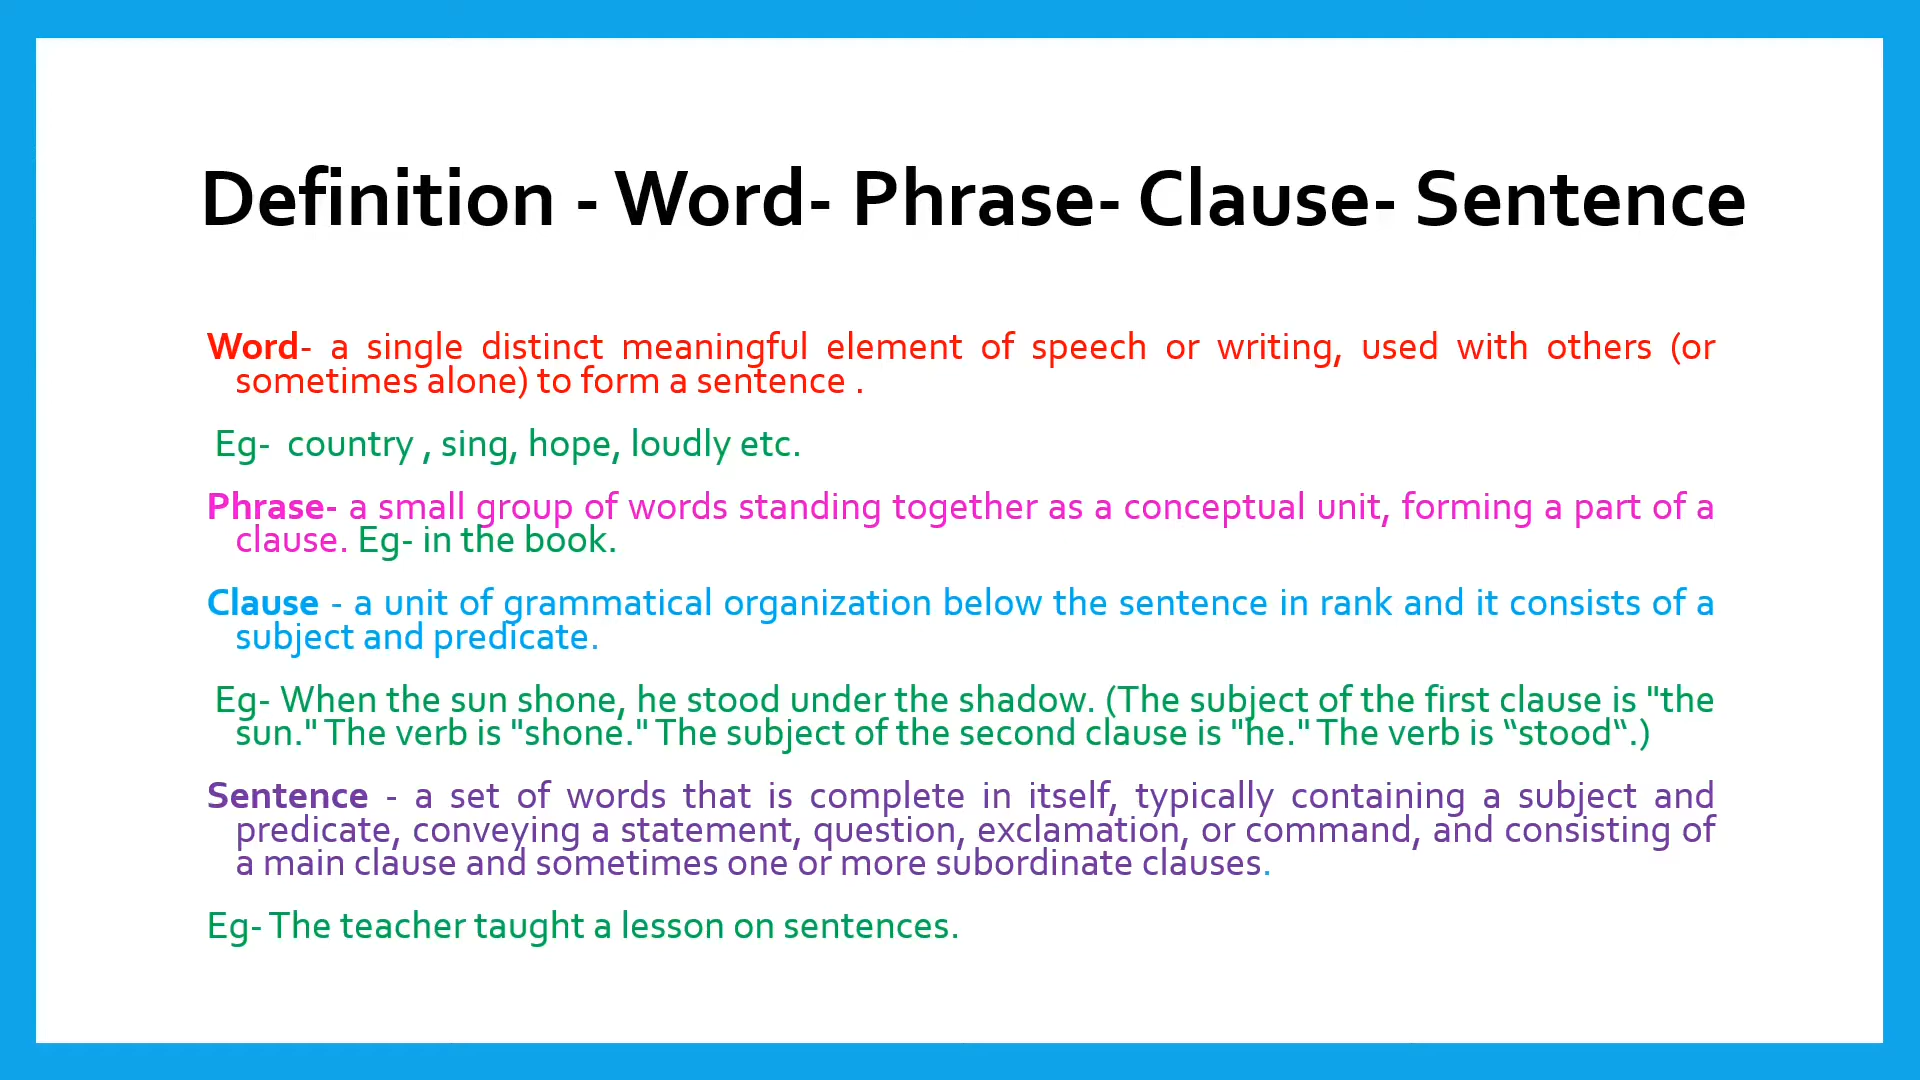 Definition - Word- Phrase- Clause- Sentence
Word- a single distinct meaningful element of speech or writing, used with others (or
sometimes alone) to form a sentence .
Eg-  country , sing, hope, loudly etc.
Phrase- a small group of words standing together as a conceptual unit, forming a part of a
clause. Eg- in the book.
Clause - a unit of grammatical organization below the sentence in rank and it consists of a
subject and predicate.
Eg- When the sun shone, he stood under the shadow. (The subject of the first clause is "the
sun." The verb is "shone." The subject of the second clause is "he." The verb is “stood“.)
Sentence - a set of words that is complete in itself, typically containing a subject and
predicate, conveying a statement, question, exclamation, or command, and consisting of
a main clause and sometimes one or more subordinate clauses.
Eg- The teacher taught a lesson on sentences.